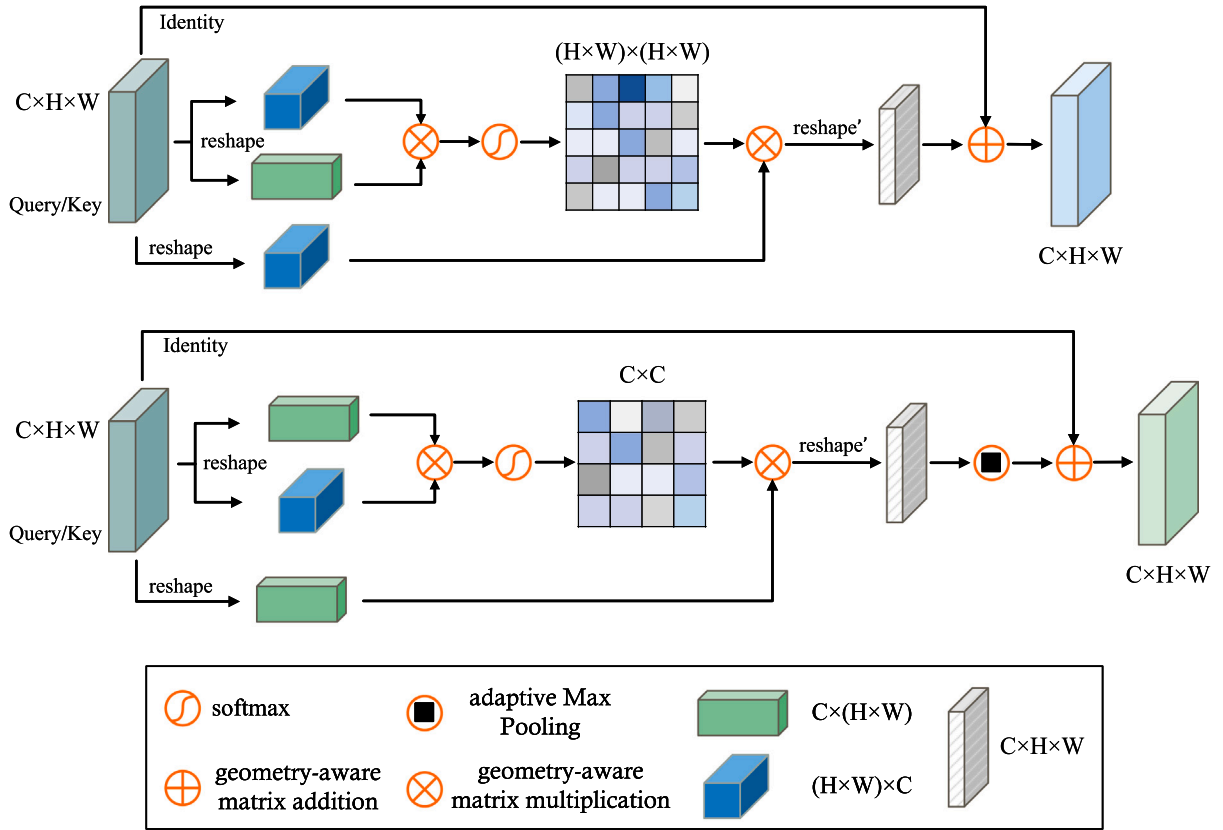 Identity
(H×W)×(H×W)
C×H×W
reshape
reshape′
Query/Key
reshape
C×H×W
Identity
C×C
C×H×W
reshape
reshape′
Query/Key
reshape
C×H×W
softmax
adaptive Max
Pooling
C×(H×W)
C×H×W
geometry-aware
matrix addition
geometry-aware
matrix multiplication
(H×W)×C